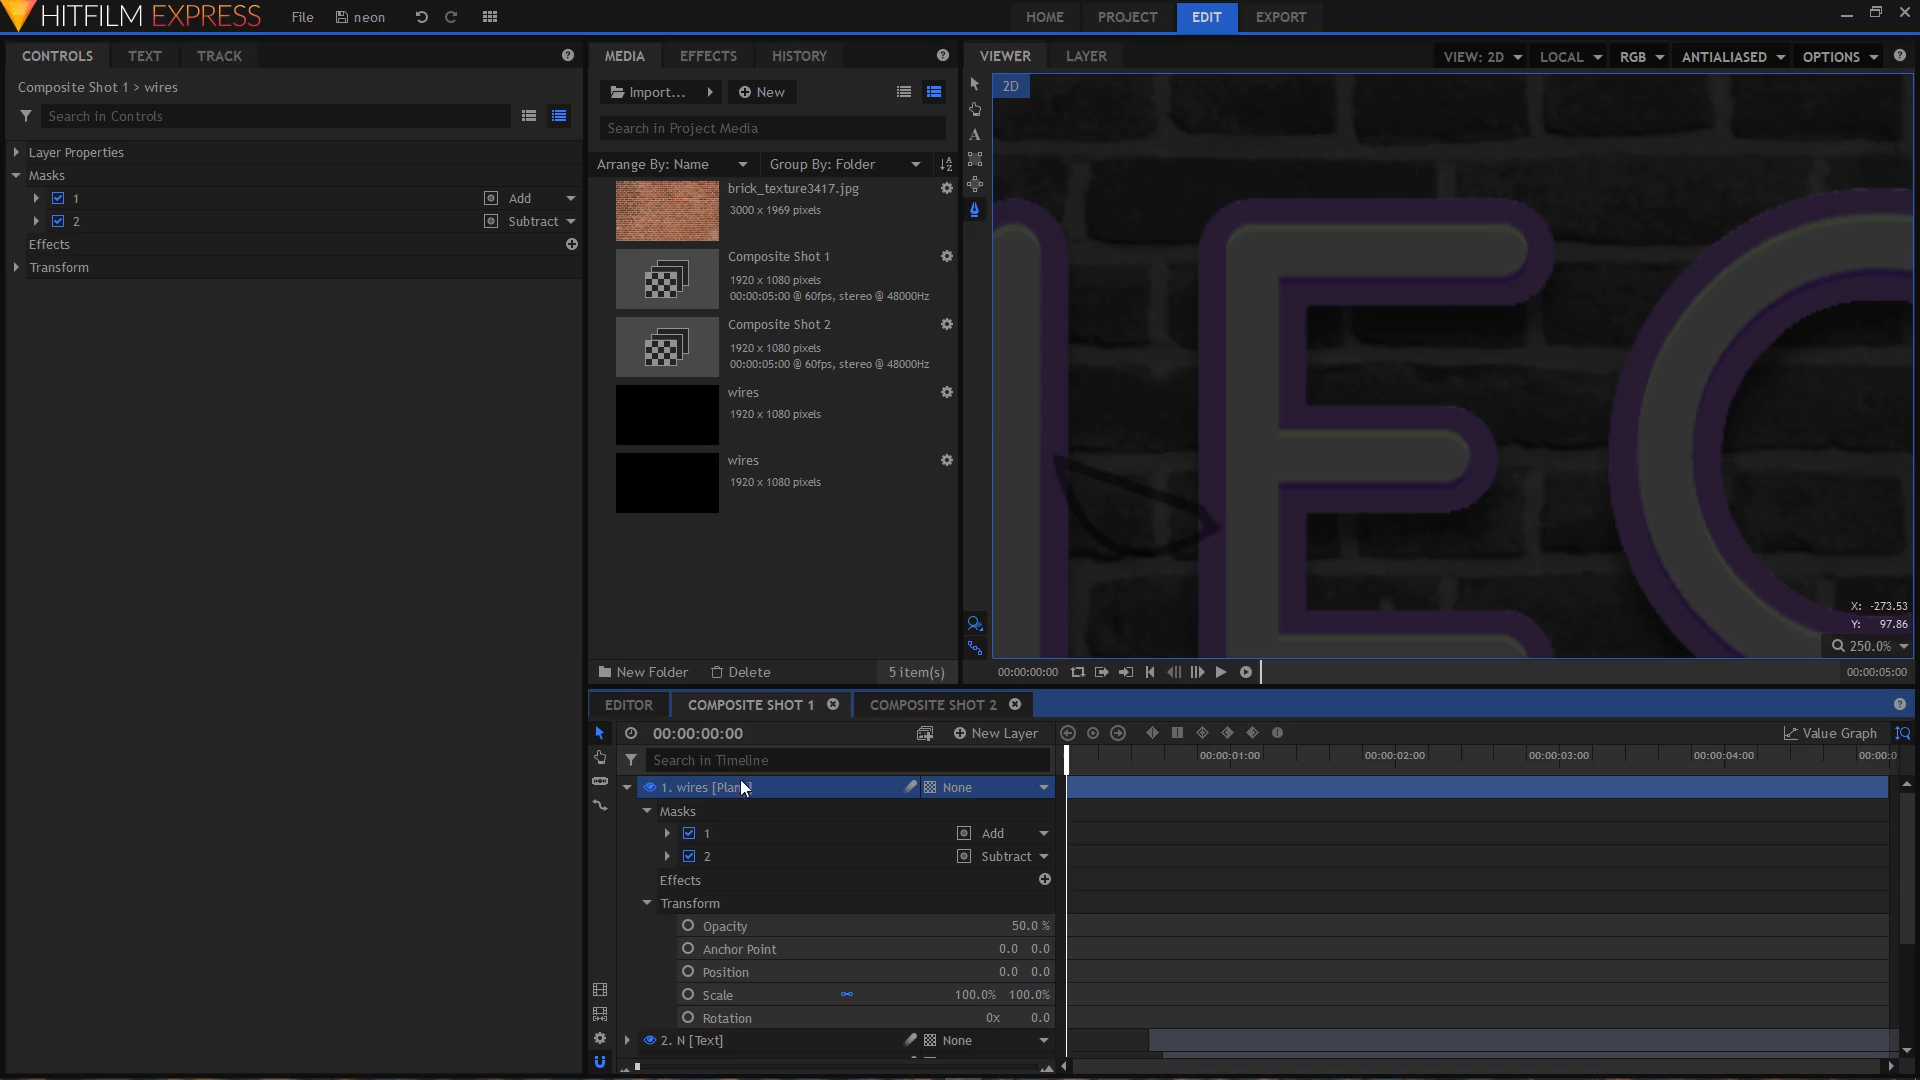 HITFILM EXPRESS
File
neon
HOME
PROJECT
EDIT
EXPORT
CONTROLS
TEXT
TRACK
Composite Shot 1 > wires
Search in Controls
Layer Properties
Masks
1
Add
2
Subtract
Effects
Transform
MEDIA
EFFECTS
HISTORY
Import...
New
Search in Project Media
Arrange By: Name
Group By: Folder
brick_texture3417.jpg
3000 x 1969 pixels
Composite Shot 1
1920 x 1080 pixels
00:00:05:00 @ 60fps, stereo @ 48000Hz
Composite Shot 2
1920 x 1080 pixels
00:00:05:00 @ 60fps, stereo @ 48000Hz
wires
1920 x 1080 pixels
wires
1920 x 1080 pixels
New Folder
Delete
5 item(s)
VIEWER
LAYER
VIEW: 2D
LOCAL
RGB
ANTIALIASED
OPTIONS
2D
A
E
X: -273.53
Y: 97.86
250.0%
00:00:00:00
00:00:05:00
EDITOR
COMPOSITE SHOT 1
COMPOSITE SHOT 2
00:00:00:00
New Layer
Value Graph
Search in Timeline
00:00:01:00
00:00:02:00
00:00:03:00
00:00:04:00
00:00:0
1. wires
None
Masks
1
Add
2
Subtract
Effects
Transform
Opacity
50.0 %
Anchor Point
0.0 0.0
Position
0.0 0.0
Scale
100.0% 100.0%
Rotation
0x 0.0
2. N [Text]
None